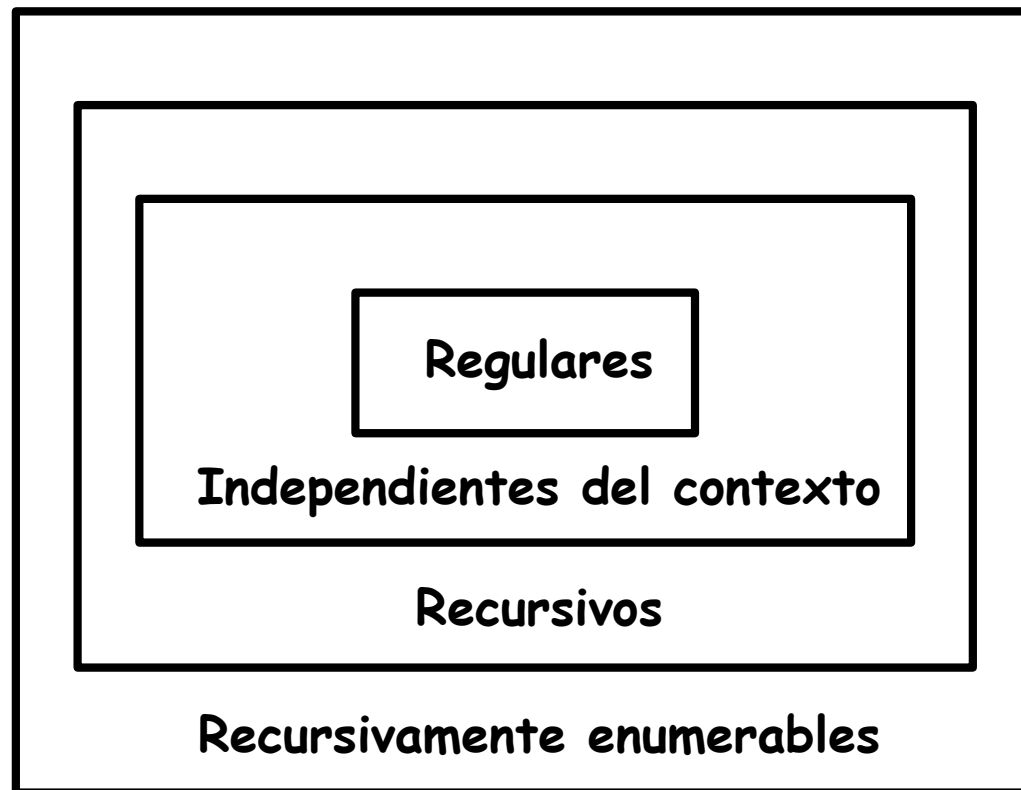 Regulares
Independientes del contexto
Recursivos
Recursivamente enumerables